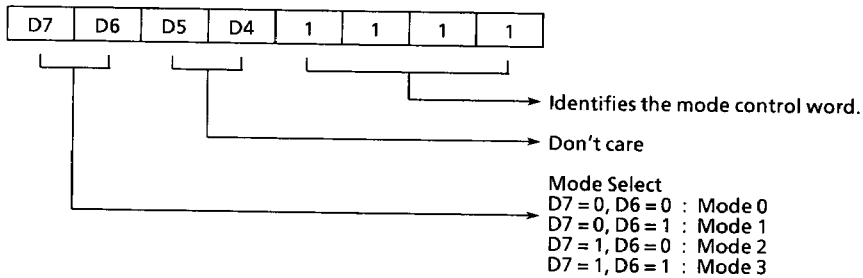 D7 D6 D5 D4 1 1 1 1
Identifies the mode control word.
Don't care
Mode Select
D7 = 0, D6 = 0 : Mode 0
D7 = 0, D6 = 1 : Mode 1
D7 = 1, D6 = 0 : Mode 2
D7 = 1, D6 = 1 : Mode 3